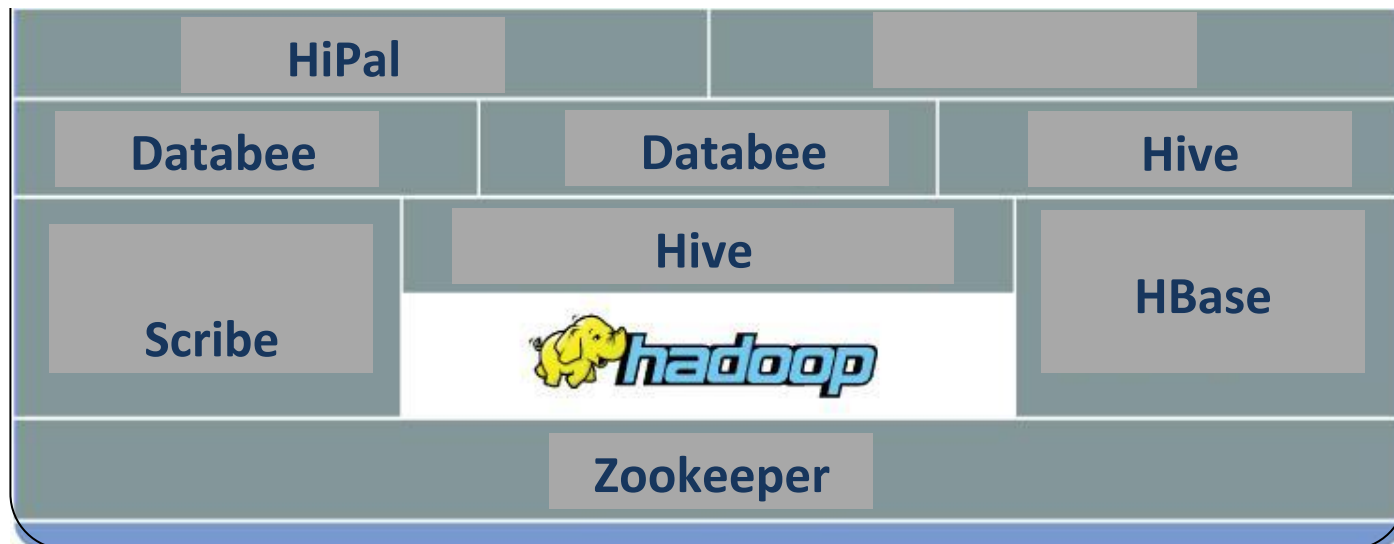 HiPal
Databee
Databee
Hive
Hive
Scribe
hadoop
HBase
Zookeeper